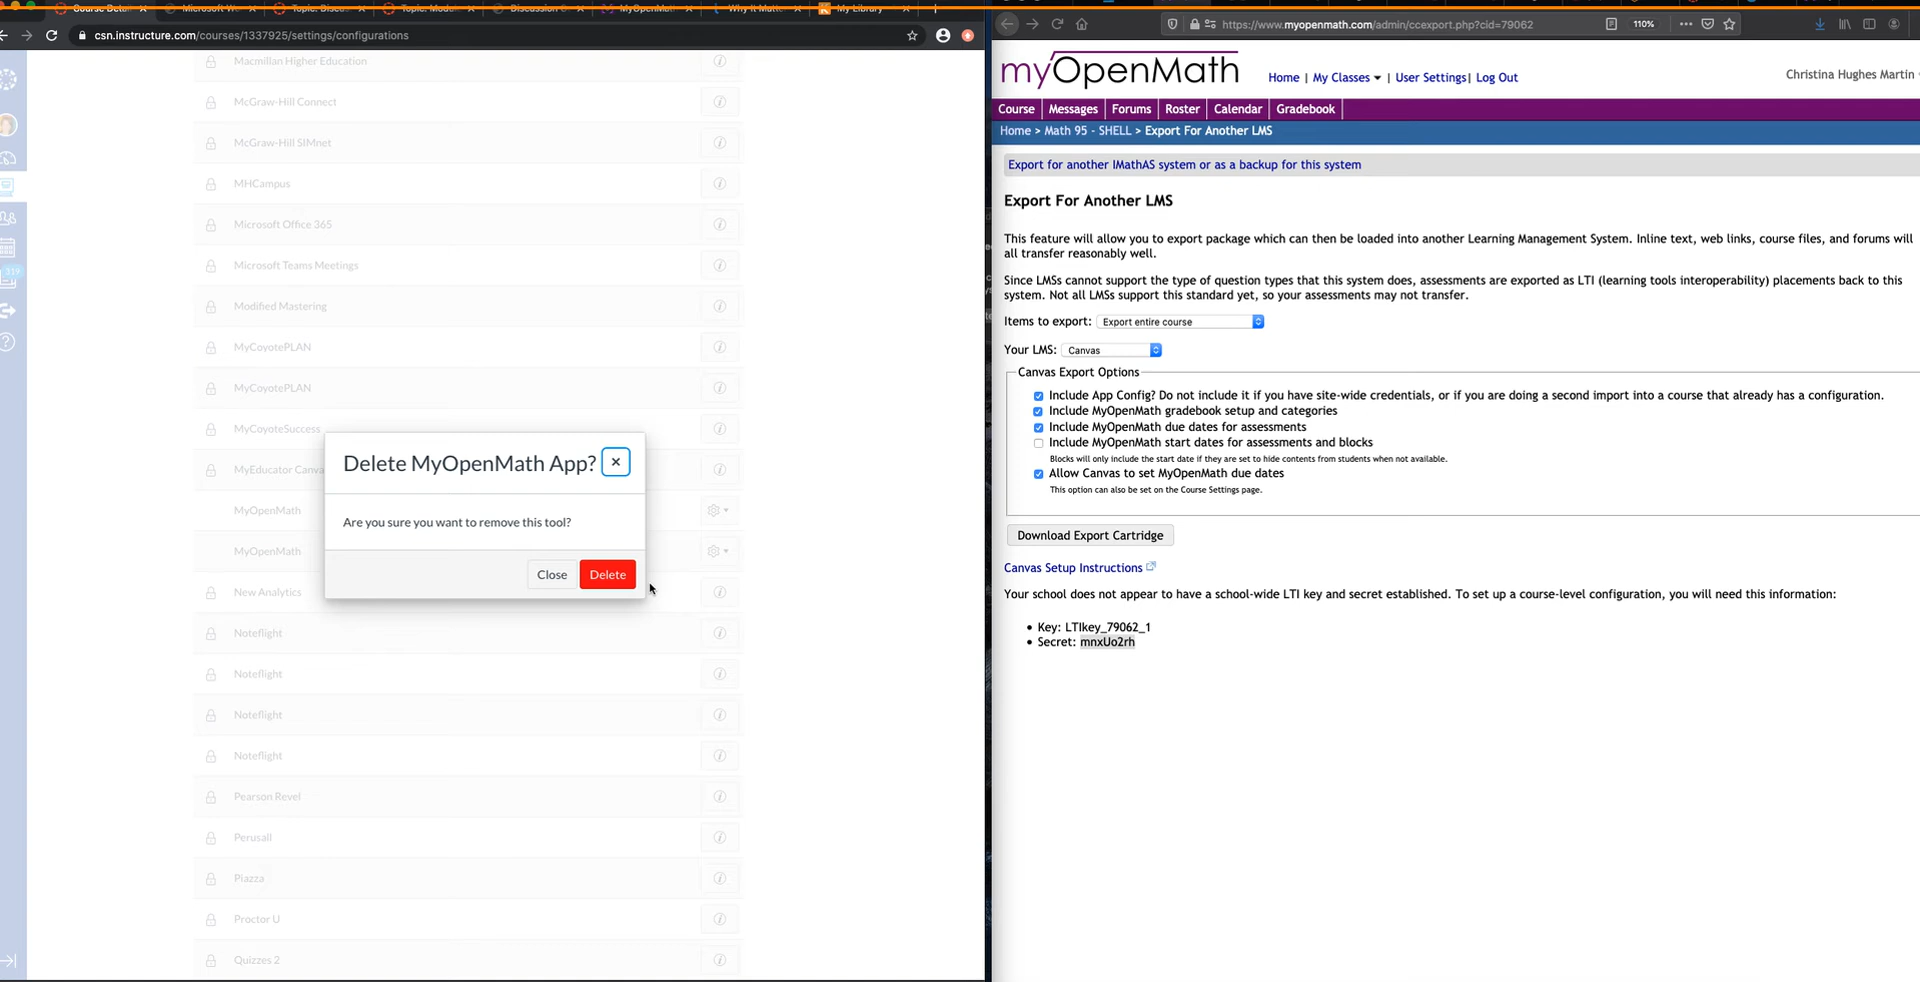 Course Deta
Microsoft W
Topic: Disc
Topic: Mod
Discussion
MyOpenMath
Why It Matte
My Library
csn.instructure.com/courses/1337925/settings/configurations
319
Macmillan Higher Education
McGraw-Hill Connect
McGraw-Hill SIMnet
MHCampus
Microsoft Office 365
Microsoft Teams Meetings
Modified Mastering
MyCoyotePLAN
MyCoyotePLAN
MyCoyoteSuccess
MyEducator Canva
MyOpenMath
MyOpenMath
New Analytics
Noteflight
Noteflight
Noteflight
Noteflight
Pearson Revel
Perusall
Piazza
Proctor U
Quizzes 2
Delete MyOpenMath App?
Are you sure you want to remove this tool?
Close Delete
https://www.myopenmath.com/admin/ccexport.php?cid=79062
110%
myOpenMath
Home | My Classes | User Settings | Log Out
Christina Hughes Martin
Course Messages Forums Roster Calendar Gradebook
Home > Math 95 - SHELL > Export For Another LMS
Export for another IMathAS system or as a backup for this system
Export For Another LMS
This feature will allow you to export package which can then be loaded into another Learning Management System. Inline text, web links, course files, and forums will
all transfer reasonably well.
Since LMSs cannot support the type of question types that this system does, assessments are exported as LTI (learning tools interoperability) placements back to this
system. Not all LMSs support this standard yet, so your assessments may not transfer.
Items to export: Export entire course
Your LMS: Canvas
Canvas Export Options
Include App Config? Do not include it if you have site-wide credentials, or if you are doing a second import into a course that already has a configuration.
Include MyOpenMath gradebook setup and categories
Include MyOpenMath due dates for assessments
Include MyOpenMath start dates for assessments and blocks
Blocks will only include the start date if they are set to hide contents from students when not available.
Allow Canvas to set MyOpenMath due dates
This option can also be set on the Course Settings page.
Download Export Cartridge
Canvas Setup Instructions
Your school does not appear to have a school-wide LTI key and secret established. To set up a course-level configuration, you will need this information:
• Key: LTIkey_79062_1
• Secret: mnxUo2rh